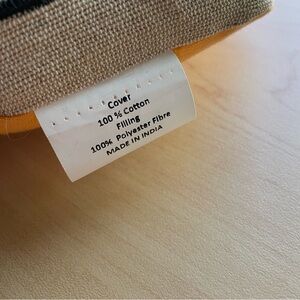 Cover
100 % Cotton
Filling
100% Polyester Fibre
MADE IN INDIA